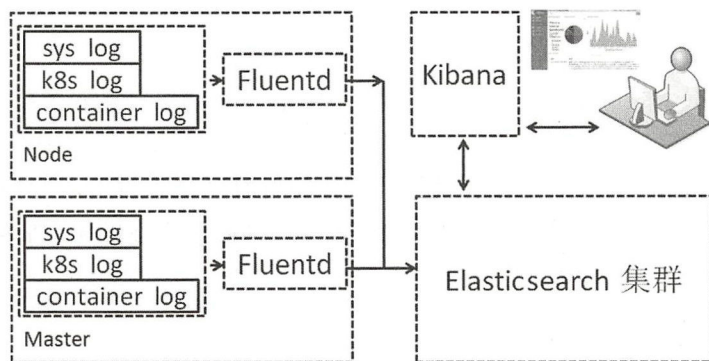 sys log
k8s log
container log
Fluentd
Node
Kibana
sys log
k8s log
container log
Fluentd
Master
Elasticsearch 集群